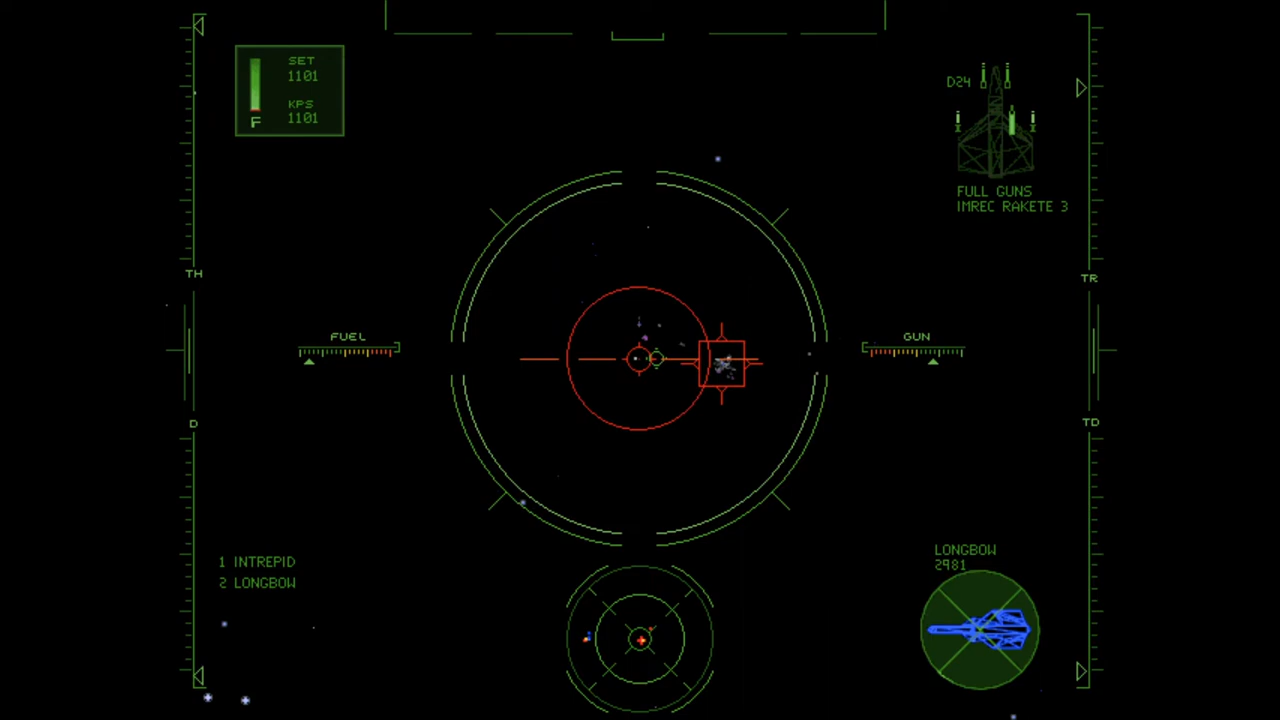 SET
1101
KPS
1101
F
D24
FULL GUNS
IMREC RAKETE 3
TH
TR
FUEL
GUN
D
TD
1 INTREPID
2 LONGBOW
LONGBOW
2981